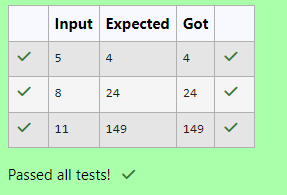 Input Expected Got
5 4 4
8 24 24
11 149 149
Passed all tests!